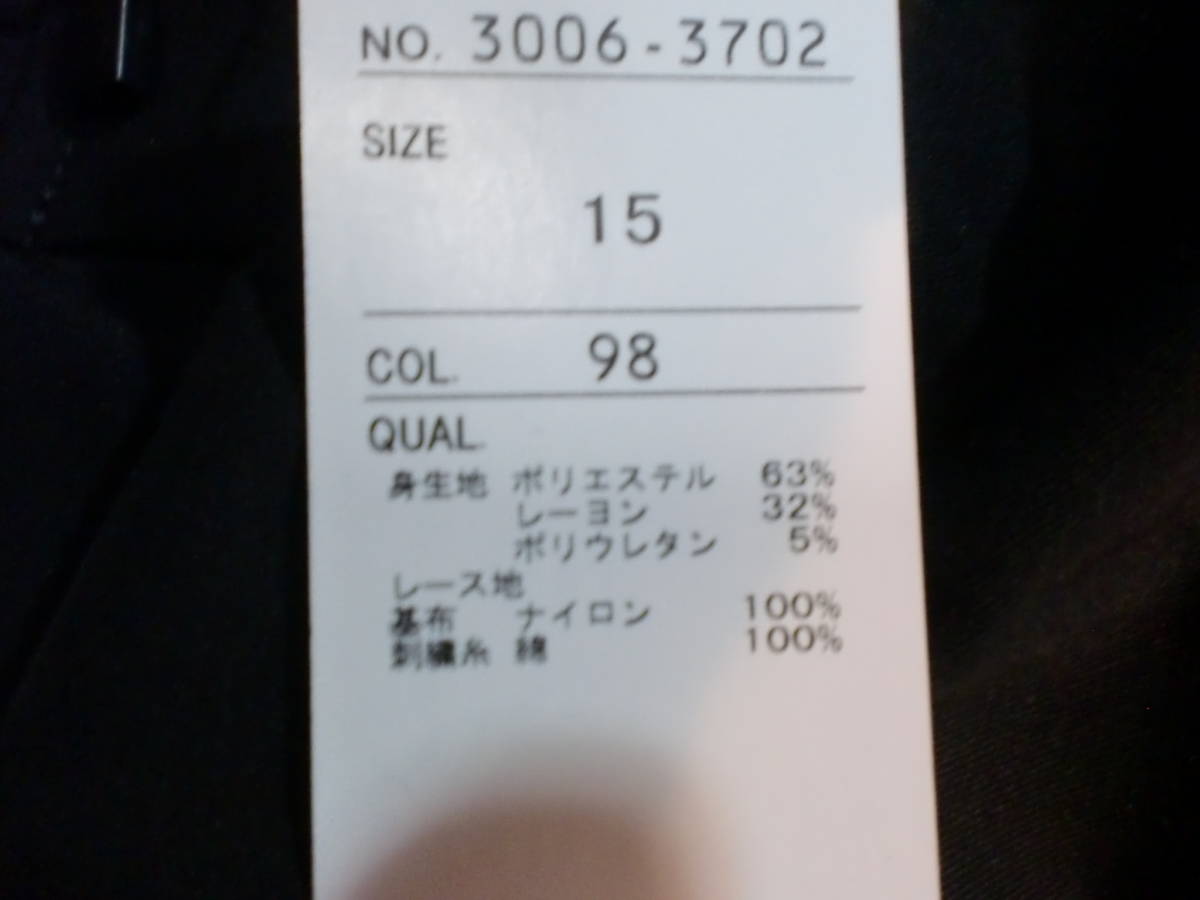 NO. 3006-3702
SIZE
15
COL. 98
QUAL.
身生地 ポリエステル 63%
レーヨン 32%
ポリウレタン 5%
レース地
基布 ナイロン 100%
刺繍糸 綿 100%